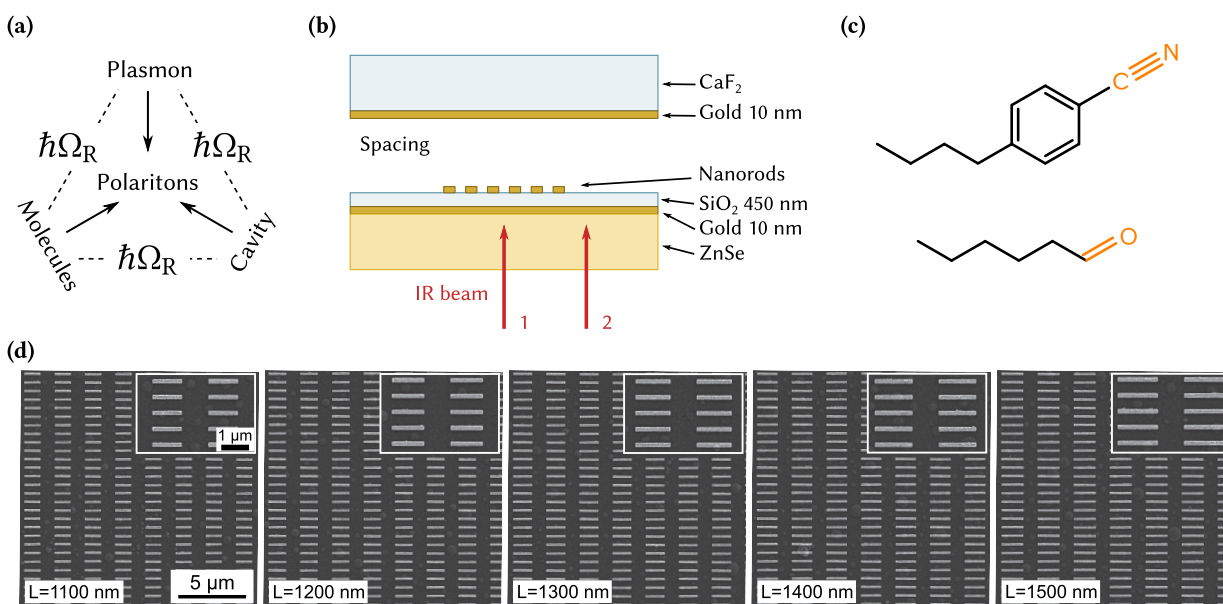 (a)
Plasmon
ħΩR
ħΩR
Polaritons
Molecules
ħΩR
Cavity
(b)
CaF2
Gold 10 nm
Spacing
Nanorods
SiO2 450 nm
Gold 10 nm
ZnSe
IR beam
1
2
(c)
C
N
O
(d)
1 µm
5 µm
L=1100 nm
L=1200 nm
L=1300 nm
L=1400 nm
L=1500 nm